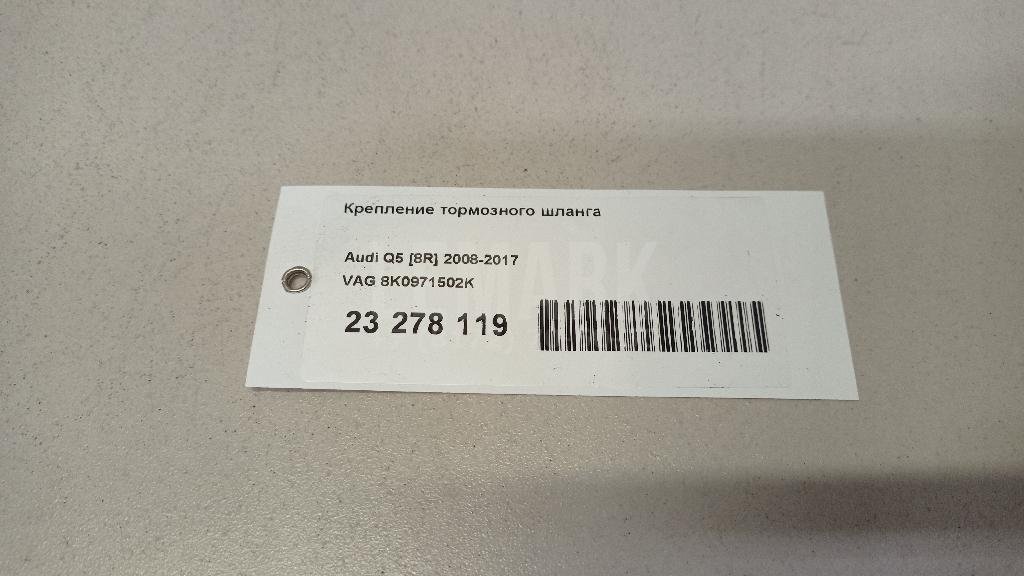 Крепление тормозного шланга
Audi Q5 [8R] 2008-2017
VAG 8K0971502K
23 278 119